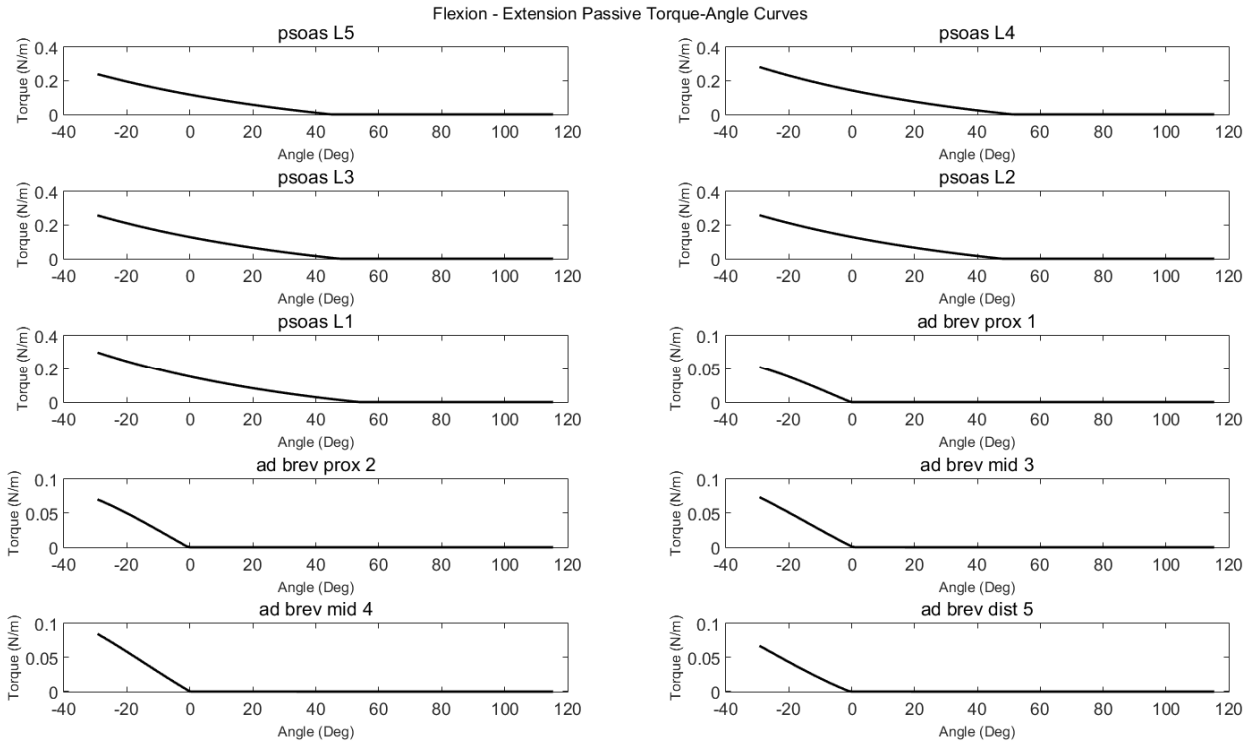 Flexion - Extension Passive Torque-Angle Curves
psoas L5
Torque (N/m)
0.4
0.2
0
-40 -20 0 20 40 60 80 100 120
Angle (Deg)
psoas L4
Torque (N/m)
0.4
0.2
0
-40 -20 0 20 40 60 80 100 120
Angle (Deg)
psoas L3
Torque (N/m)
0.4
0.2
0
-40 -20 0 20 40 60 80 100 120
Angle (Deg)
psoas L2
Torque (N/m)
0.4
0.2
0
-40 -20 0 20 40 60 80 100 120
Angle (Deg)
psoas L1
Torque (N/m)
0.4
0.2
0
-40 -20 0 20 40 60 80 100 120
Angle (Deg)
ad brev prox 1
Torque (N/m)
0.1
0.05
0
-40 -20 0 20 40 60 80 100 120
Angle (Deg)
ad brev prox 2
Torque (N/m)
0.1
0.05
0
-40 -20 0 20 40 60 80 100 120
Angle (Deg)
ad brev mid 3
Torque (N/m)
0.1
0.05
0
-40 -20 0 20 40 60 80 100 120
Angle (Deg)
ad brev mid 4
Torque (N/m)
0.1
0.05
0
-40 -20 0 20 40 60 80 100 120
Angle (Deg)
ad brev dist 5
Torque (N/m)
0.1
0.05
0
-40 -20 0 20 40 60 80 100 120
Angle (Deg)